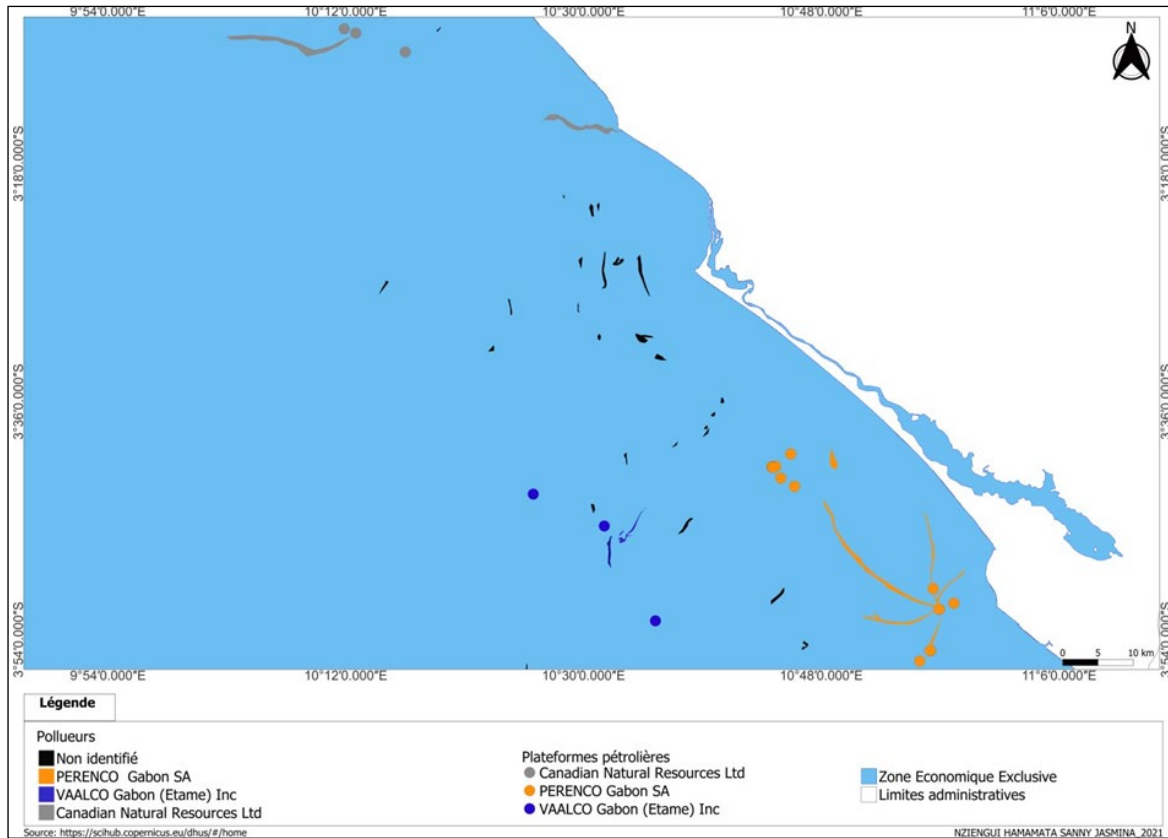 9°54'0.000"E 10°12'0.000"E 10°30'0.000"E 10°48'0.000"E 11°6'0.000"E
N
3°18'0.000"S 3°18'0.000"S
3°36'0.000"S 3°36'0.000"S
3°54'0.000"S 3°54'0.000"S
0 5 10 km
9°54'0.000"E 10°12'0.000"E 10°30'0.000"E 10°48'0.000"E 11°6'0.000"E
Légende
Pollueurs
Non identifié
PERENCO Gabon SA
VAALCO Gabon (Etame) Inc
Canadian Natural Resources Ltd
Plateformes pétrolières
Canadian Natural Resources Ltd
PERENCO Gabon SA
VAALCO Gabon (Etame) Inc
Zone Economique Exclusive
Limites administratives
Source: https://scihub.copernicus.eu/dhus/#/home
NZIENGUI HAMAMATA SANNY JASMINA_2021